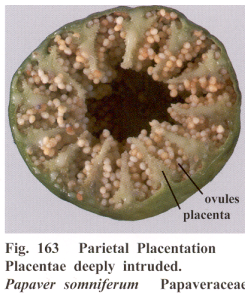 ovules
placenta
Fig. 163 Parietal Placentation
Placentae deeply intruded.
Papaver somniferum Papaveraceae